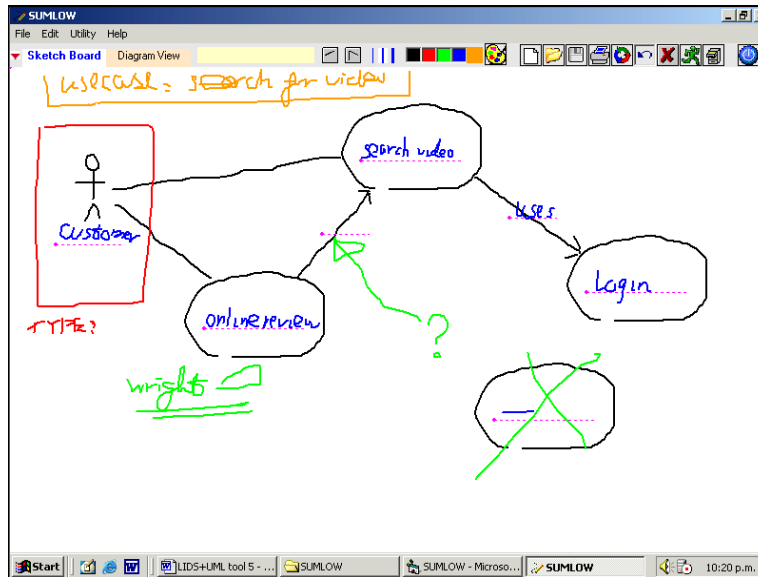 SUMLOW
File Edit Utility Help
Sketch Board Diagram View
usecase: search for video
search video
customer
uses
Login
online review
TYPE?
?
wright
Start LIDS+UML tool 5 - ... SUMLOW SUMLOW - Microso... SUMLOW 10:20 p.m.